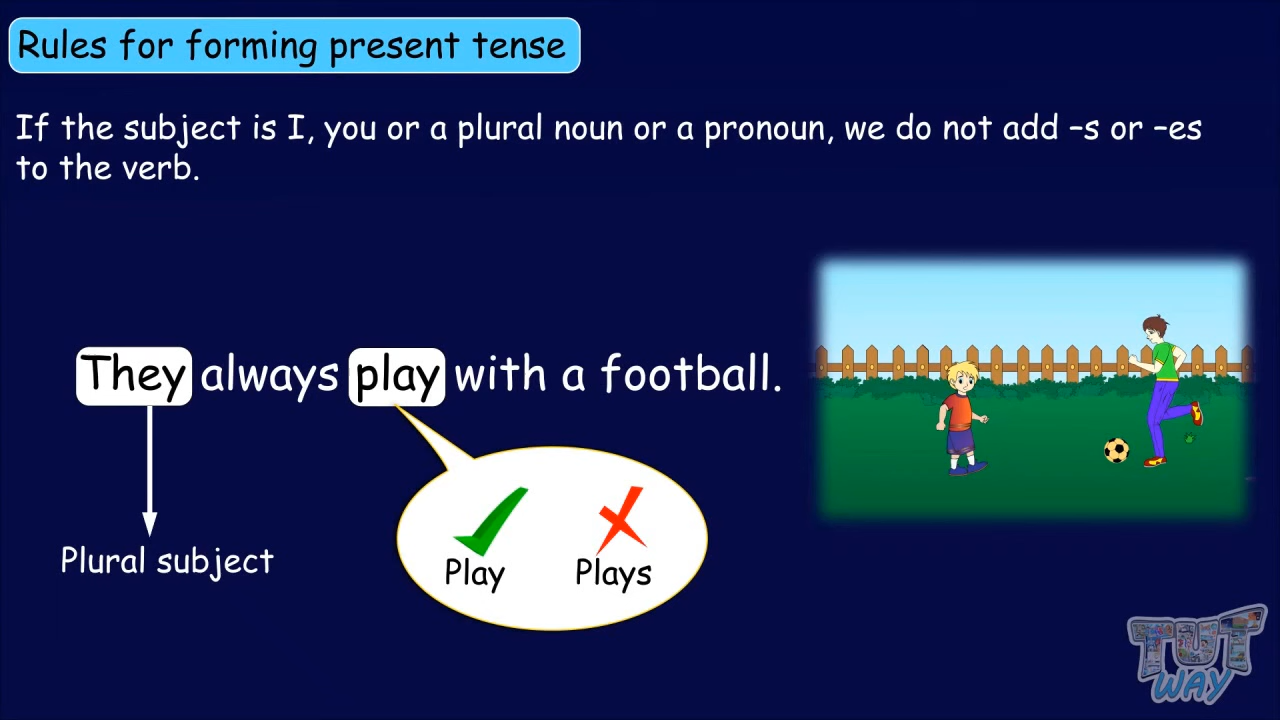 Rules for forming present tense
If the subject is I, you or a plural noun or a pronoun, we do not add –s or –es
to the verb.
They always play with a football.
Plural subject
Play Plays
TUT
WAY